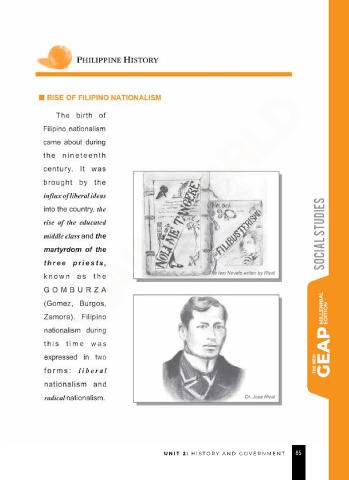 PHILIPPINE HISTORY
RISE OF FILIPINO NATIONALISM
The birth of
Filipino nationalism
came about during
the nineteenth
century. It was
brought by the
influx of liberal ideas
into the country, the
rise of the educated
middle class and the
martyrdom of the
three priests,
known as the
GOMBURZA
(Gomez, Burgos,
Zamora). Filipino
nationalism during
this time was
expressed in two
forms: liberal
nationalism and
radical nationalism.
NOLI ME TANGERE
FILIBUSTERISMO
two Novels written by Rizal
Dr. Jose Rizal
SOCIAL STUDIES
THE NEW
GEAP
MILLENNIAL
EDITION
UNIT 2: HISTORY AND GOVERNMENT
85